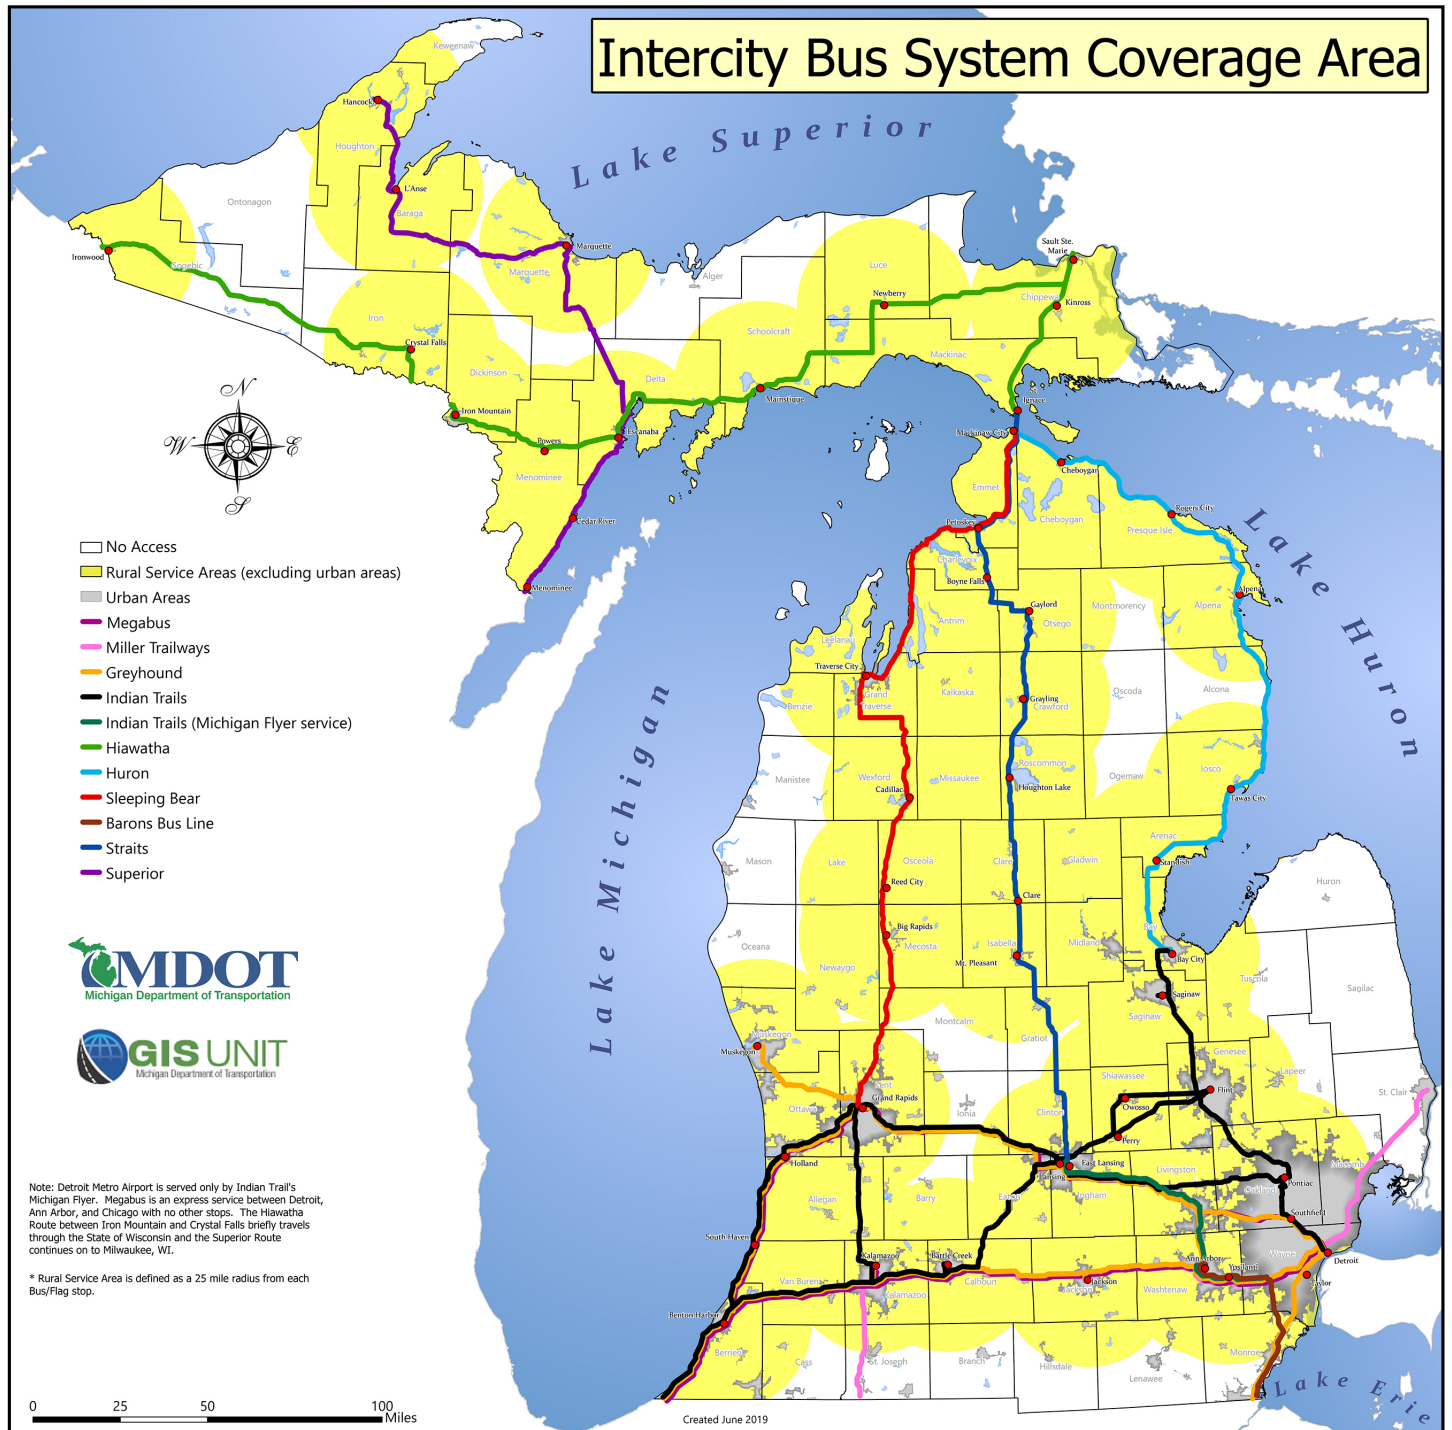 Intercity Bus System Coverage Area
Lake Superior
Keweenaw
Hancock
Houghton
L'Anse
Baraga
Ontonagon
Marquette
Marquette
Ironwood
Gogebic
Alger
Luce
Sault Ste.
Marie
Newberry
Chippewa
Kinross
Iron
Crystal Falls
Schoolcraft
Mackinac
Dickinson
Delta
Mainstique
St.
Ignace
Iron Mountain
Escanaba
Powers
Menominee
Mackinaw City
Cheboygan
Emmet
Cedar River
Menominee
N
W
E
S
Petoskey
Cheboygan
Rogers City
Presque Isle
Lake Huron
Charlevoix
Boyne Falls
Alpena
Alpena
Gaylord
Otsego
Montmorency
Antrim
Leelanau
Traverse City
Grand
Traverse
Kalkaska
Grayling
Crawford
Oscoda
Alcona
Benzie
Lake Michigan
Manistee
Wexford
Cadillac
Missaukee
Roscommon
Houghton Lake
Ogemaw
Iosco
Tawas City
Arenac
Standish
Mason
Lake
Osceola
Clare
Gladwin
Huron
Reed City
Clare
Big Rapids
Mecosta
Oceana
Newaygo
Isabella
Mt. Pleasant
Midland
Bay
Bay City
Tuscola
Sanilac
Saginaw
Saginaw
Montcalm
Gratiot
Muskegon
Muskegon
Genesee
Lapeer
Shiawassee
Flint
St. Clair
Kent
Grand Rapids
Ottawa
Ionia
Clinton
Owosso
Perry
Holland
East Lansing
Lansing
Livingston
Macomb
Oakland
Pontiac
Allegan
Barry
Eaton
Ingham
Southfield
South Haven
Kalamazoo
Battle Creek
Ann Arbor
Ypsilanti
Wayne
Detroit
Taylor
Van Buren
Kalamazoo
Calhoun
Jackson
Jackson
Washtenaw
Benton Harbor
Berrien
Cass
St. Joseph
Branch
Hillsdale
Lenawee
Monroe
Lake Erie
No Access
Rural Service Areas (excluding urban areas)
Urban Areas
Megabus
Miller Trailways
Greyhound
Indian Trails
Indian Trails (Michigan Flyer service)
Hiawatha
Huron
Sleeping Bear
Barons Bus Line
Straits
Superior
MDOT
Michigan Department of Transportation
GIS UNIT
Michigan Department of Transportation
Note: Detroit Metro Airport is served only by Indian Trail's
Michigan Flyer. Megabus is an express service between Detroit,
Ann Arbor, and Chicago with no other stops. The Hiawatha
Route between Iron Mountain and Crystal Falls briefly travels
through the State of Wisconsin and the Superior Route
continues on to Milwaukee, WI.
* Rural Service Area is defined as a 25 mile radius from each
Bus/Flag stop.
0 25 50 100
Miles
Created June 2019